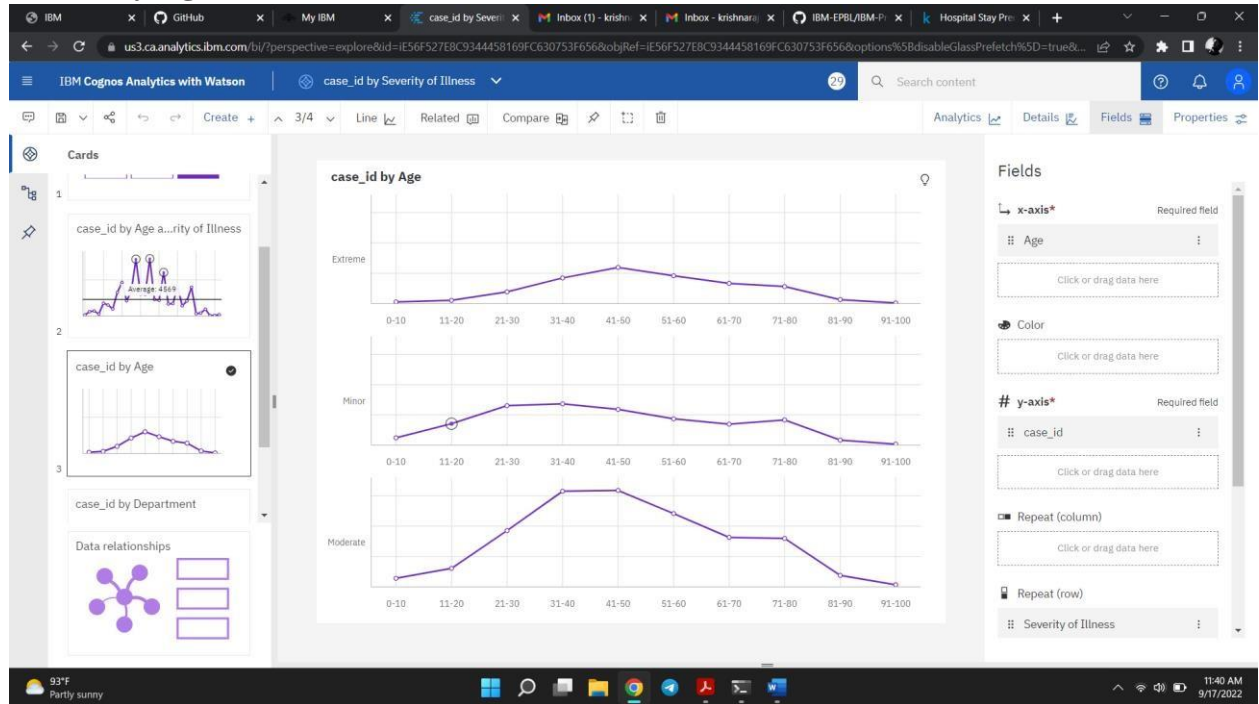 IBM GitHub My IBM case_id by Severi Inbox (1) - krishn Inbox - krishnaraj IBM-EPBL/IBM-Pr Hospital Stay Pre
us3.ca.analytics.ibm.com/bi/?perspective=explore&id=iE56F527E8C9344458169FC630753F656&objRef=iE56F527E8C9344458169FC630753F656&options%5BdisableGlassPrefetch%5D=true&...
IBM Cognos Analytics with Watson case_id by Severity of Illness 29 Search content
Create + 3/4 Line Related Compare Analytics Details Fields Properties
Cards
1
case_id by Age a...rity of Illness
Average: 4569
2
case_id by Age
3
case_id by Department
Data relationships
case_id by Age
Extreme
0-10 11-20 21-30 31-40 41-50 51-60 61-70 71-80 81-90 91-100
Minor
0-10 11-20 21-30 31-40 41-50 51-60 61-70 71-80 81-90 91-100
Moderate
0-10 11-20 21-30 31-40 41-50 51-60 61-70 71-80 81-90 91-100
Fields
x-axis* Required field
Age
Click or drag data here
Color
Click or drag data here
# y-axis* Required field
case_id
Click or drag data here
Repeat (column)
Click or drag data here
Repeat (row)
Severity of Illness
93°F
Partly sunny
11:40 AM
9/17/2022